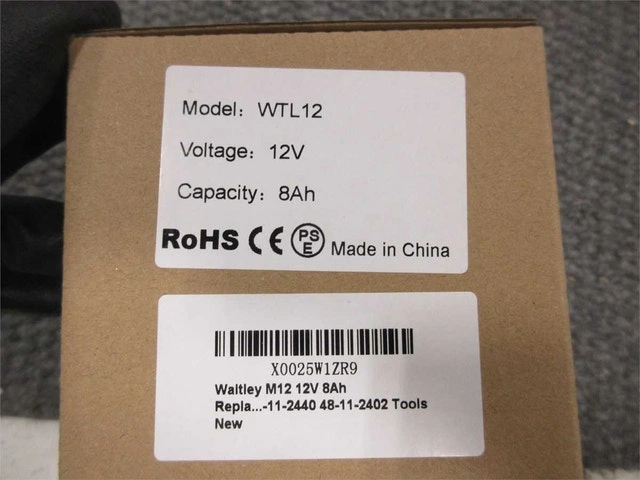 Model： WTL12
Voltage： 12V
Capacity： 8Ah
RoHS CE PSE Made in China
X0025W1ZR9
Waitley M12 12V 8Ah
Repla...-11-2440 48-11-2402 Tools
New